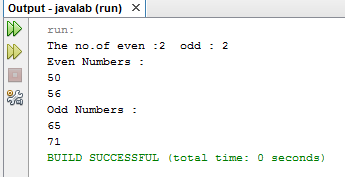 Output - javalab (run) ×
run:
The no.of even :2  odd : 2
Even Numbers :
50
56
Odd Numbers :
65
71
BUILD SUCCESSFUL (total time: 0 seconds)